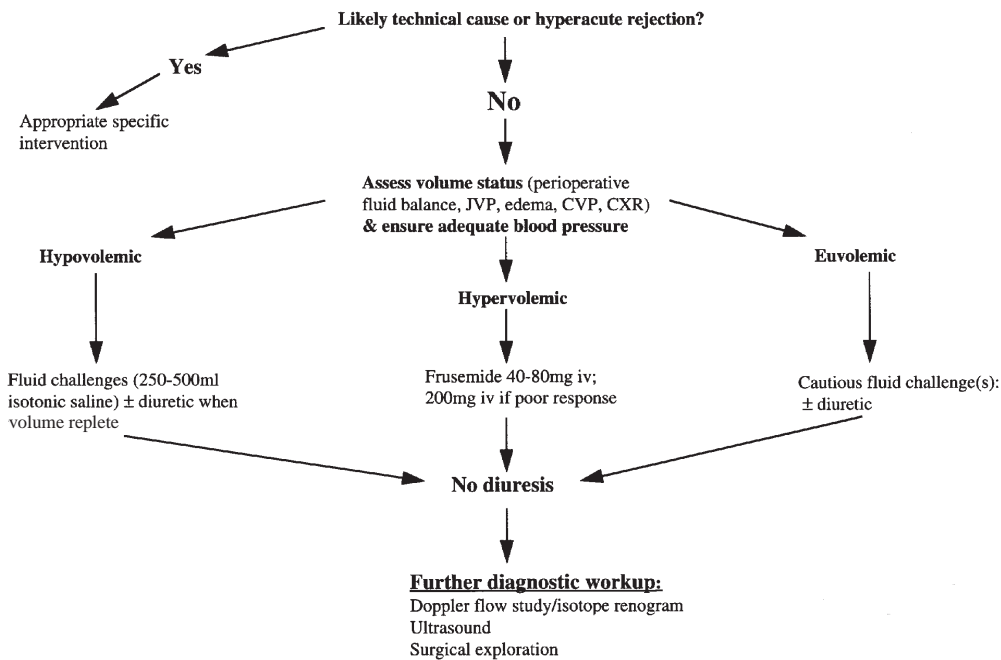 Likely technical cause or hyperacute rejection?
Yes
No
Appropriate specific
intervention
Assess volume status (perioperative
fluid balance, JVP, edema, CVP, CXR)
& ensure adequate blood pressure
Hypovolemic
Hypervolemic
Euvolemic
Fluid challenges (250-500ml
isotonic saline) ± diuretic when
volume replete
Frusemide 40-80mg iv;
200mg iv if poor response
Cautious fluid challenge(s):
± diuretic
No diuresis
Further diagnostic workup:
Doppler flow study/isotope renogram
Ultrasound
Surgical exploration